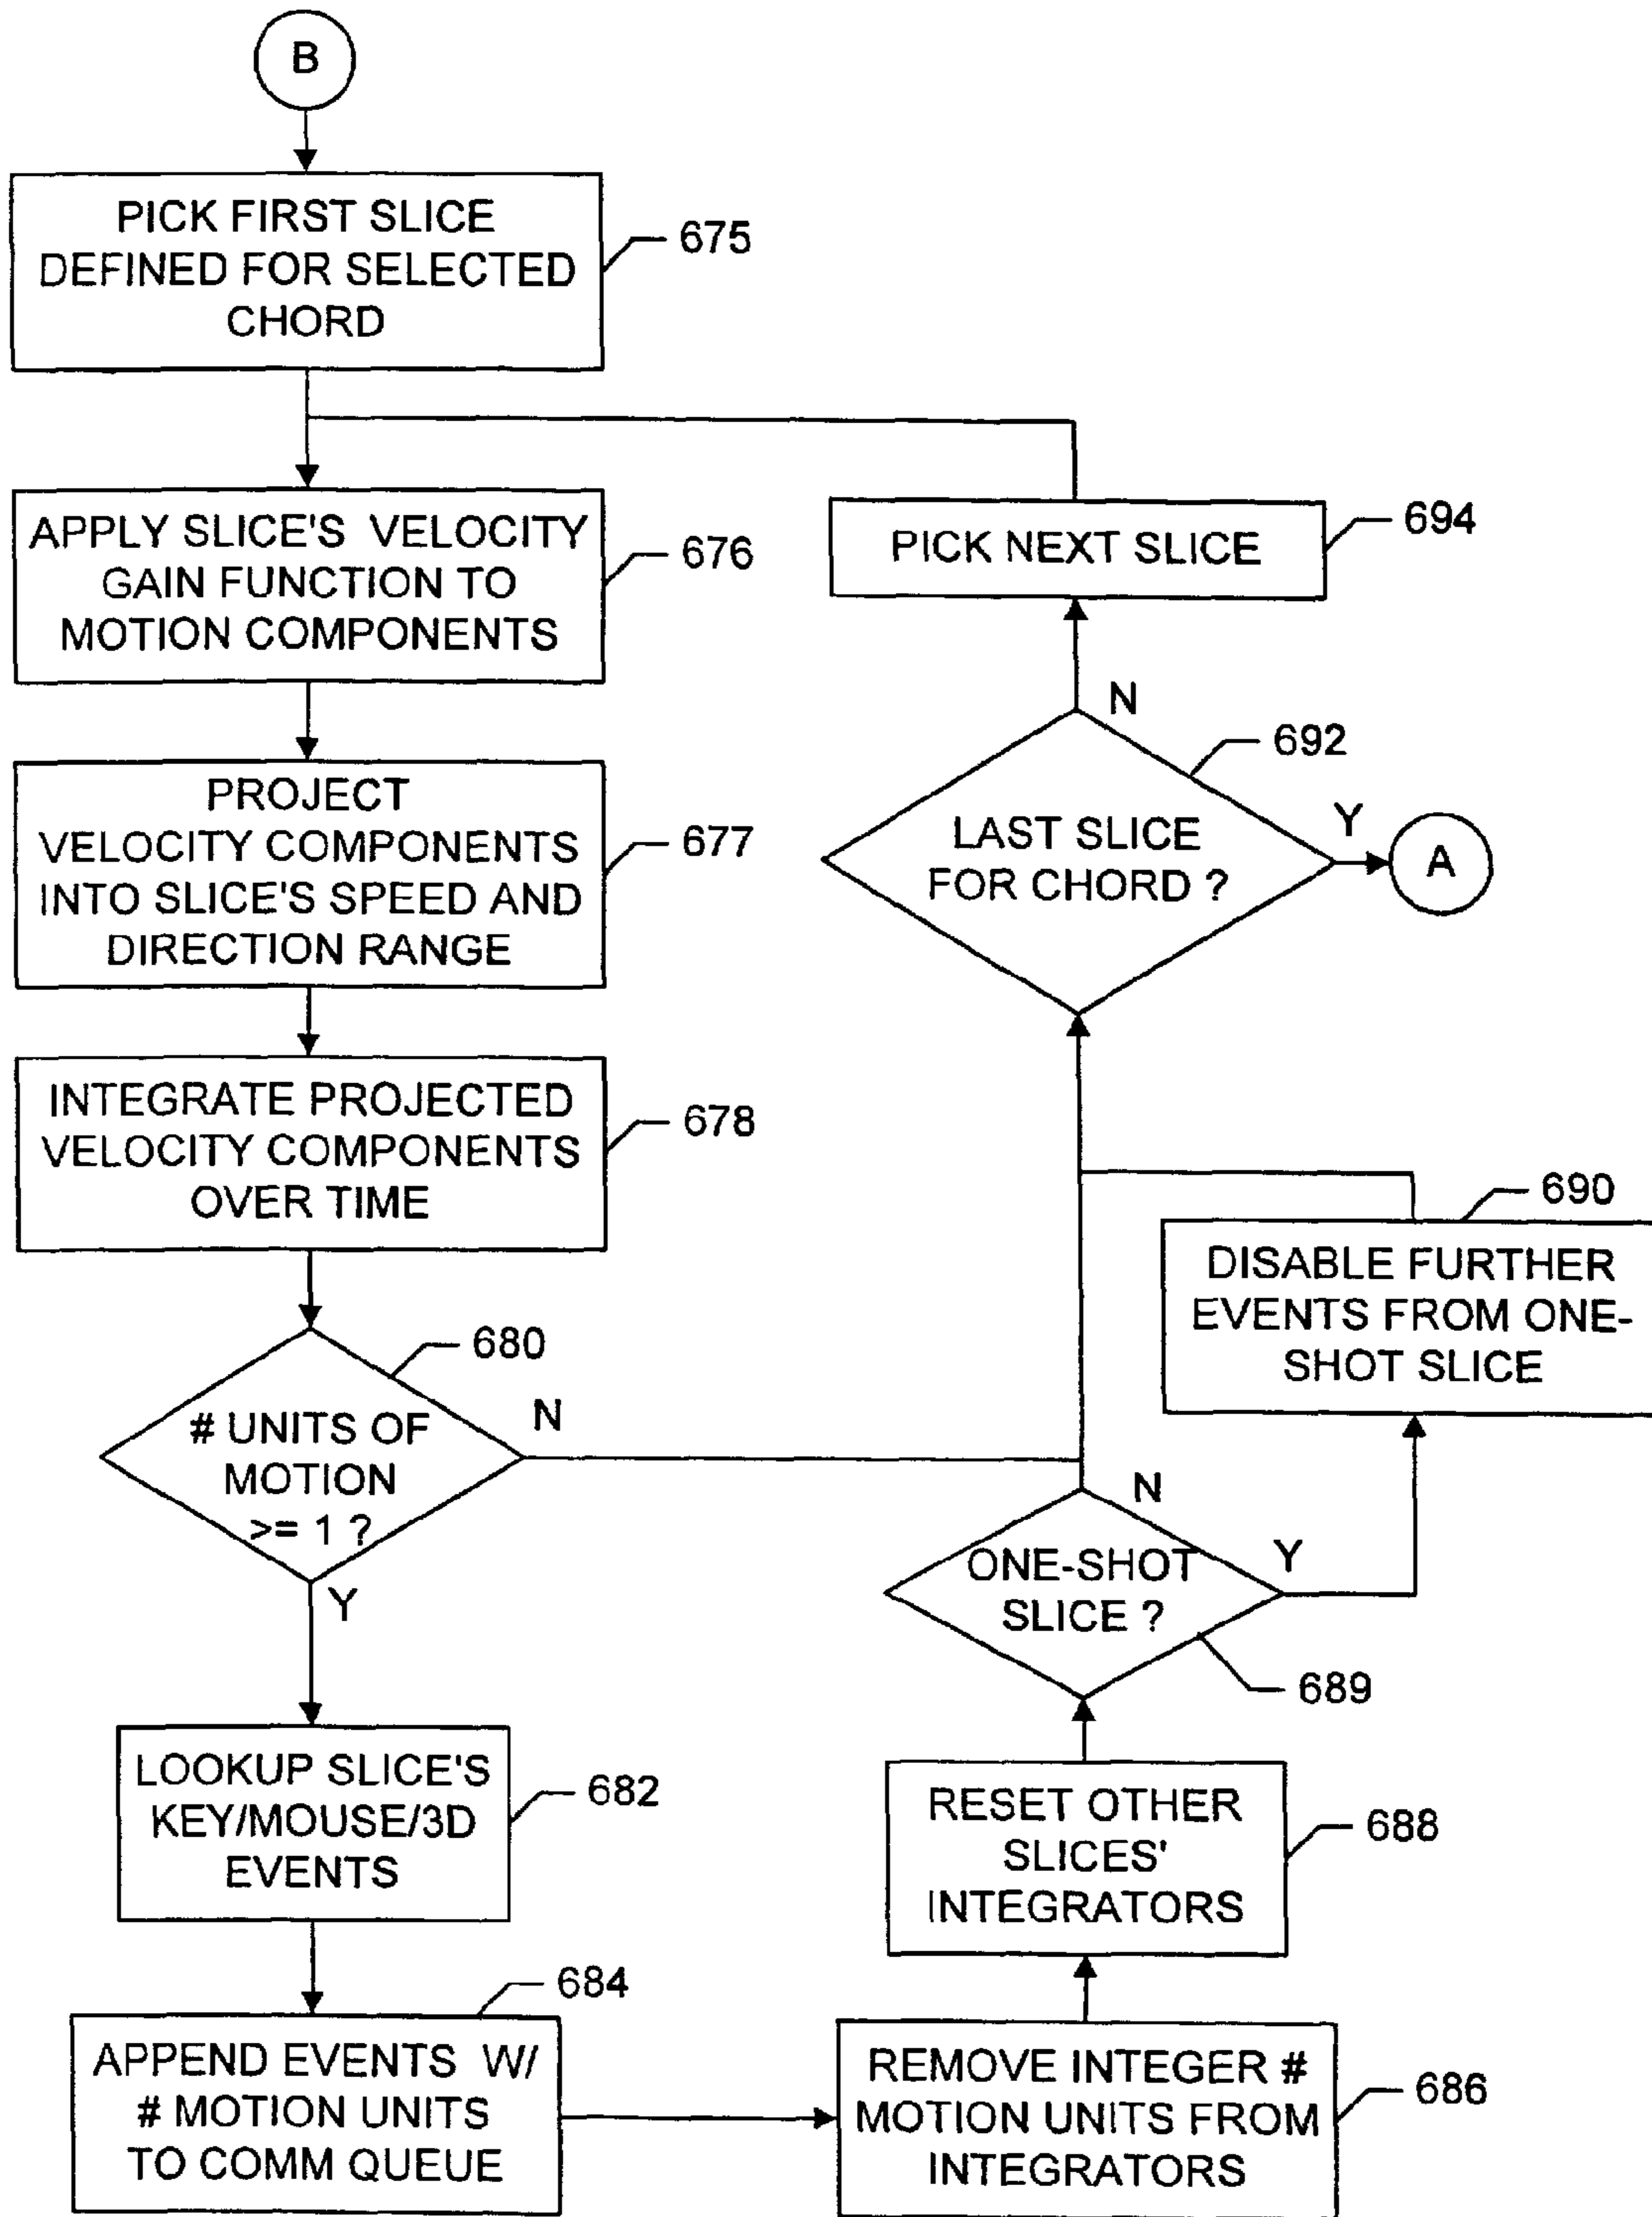 B
PICK FIRST SLICE
DEFINED FOR SELECTED
CHORD
675
APPLY SLICE'S VELOCITY
GAIN FUNCTION TO
MOTION COMPONENTS
676
PROJECT
VELOCITY COMPONENTS
INTO SLICE'S SPEED AND
DIRECTION RANGE
677
INTEGRATE PROJECTED
VELOCITY COMPONENTS
OVER TIME
678
# UNITS OF
MOTION
>= 1 ?
680
N
Y
LOOKUP SLICE'S
KEY/MOUSE/3D
EVENTS
682
APPEND EVENTS W/
# MOTION UNITS
TO COMM QUEUE
684
REMOVE INTEGER #
MOTION UNITS FROM
INTEGRATORS
686
RESET OTHER
SLICES'
INTEGRATORS
688
ONE-SHOT
SLICE ?
689
N
Y
DISABLE FURTHER
EVENTS FROM ONE-
SHOT SLICE
690
LAST SLICE
FOR CHORD ?
692
N
Y
A
PICK NEXT SLICE
694